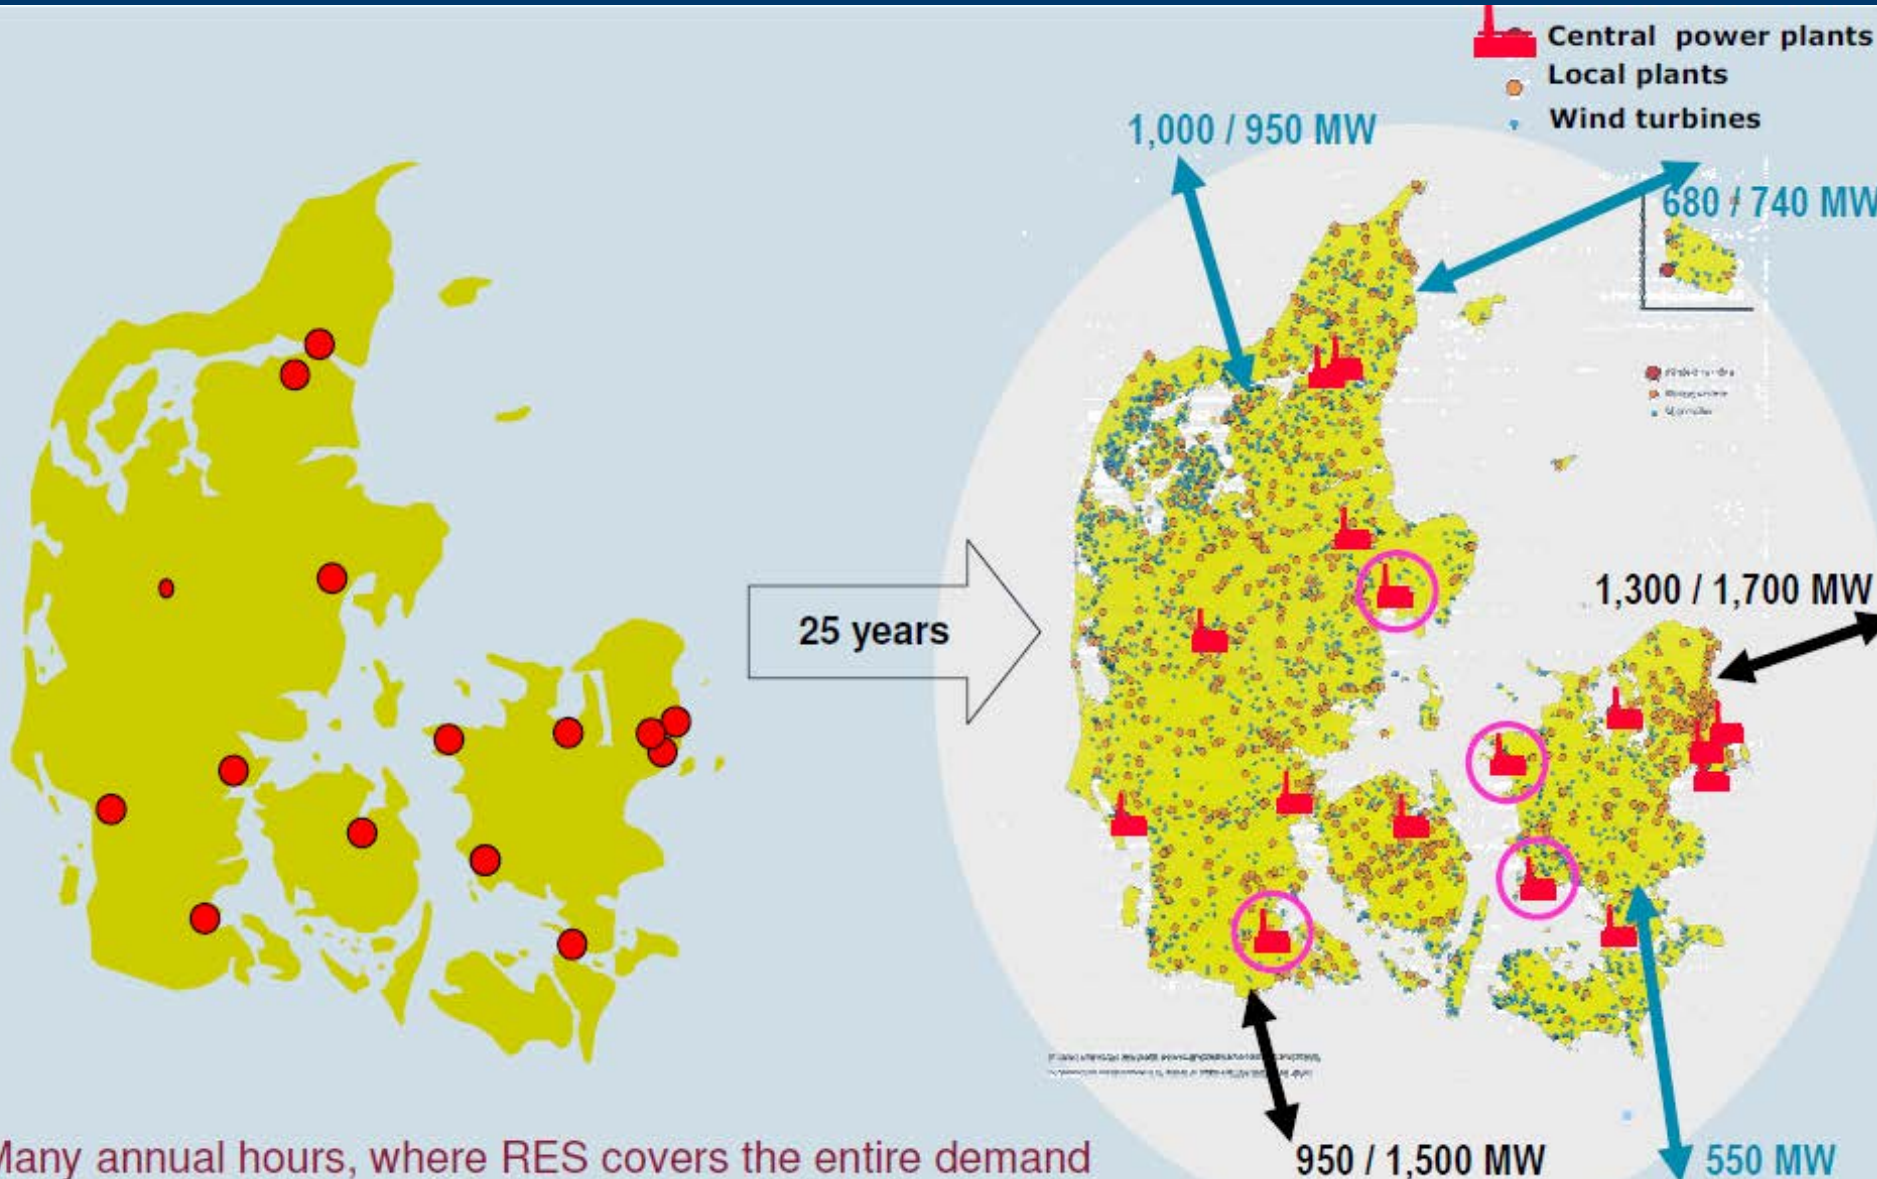 Central power plants
Local plants
Wind turbines
1,000 / 950 MW
680 / 740 MW
25 years
1,300 / 1,700 MW
Many annual hours, where RES covers the entire demand
950 / 1,500 MW
550 MW